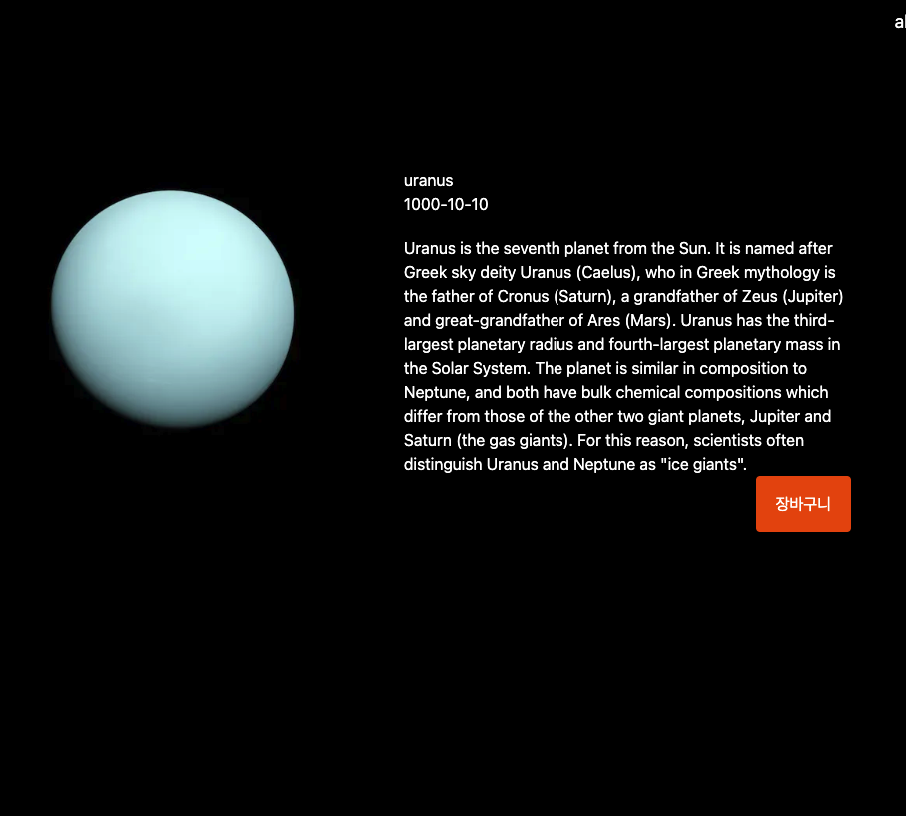 uranus
1000-10-10
Uranus is the seventh planet from the Sun. It is named after
Greek sky deity Uranus (Caelus), who in Greek mythology is
the father of Cronus (Saturn), a grandfather of Zeus (Jupiter)
and great-grandfather of Ares (Mars). Uranus has the third-
largest planetary radius and fourth-largest planetary mass in
the Solar System. The planet is similar in composition to
Neptune, and both have bulk chemical compositions which
differ from those of the other two giant planets, Jupiter and
Saturn (the gas giants). For this reason, scientists often
distinguish Uranus and Neptune as "ice giants".
장바구니